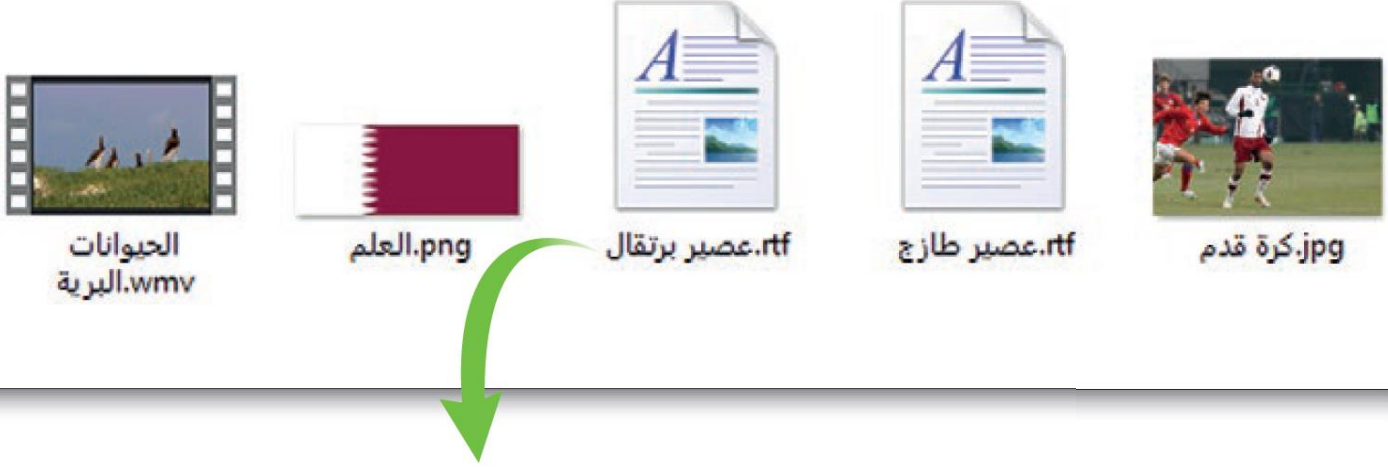 كرة قدم.jpg
عصير طازج.rtf
عصير برتقال.rtf
العلم.png
الحيوانات
البرية.wmv